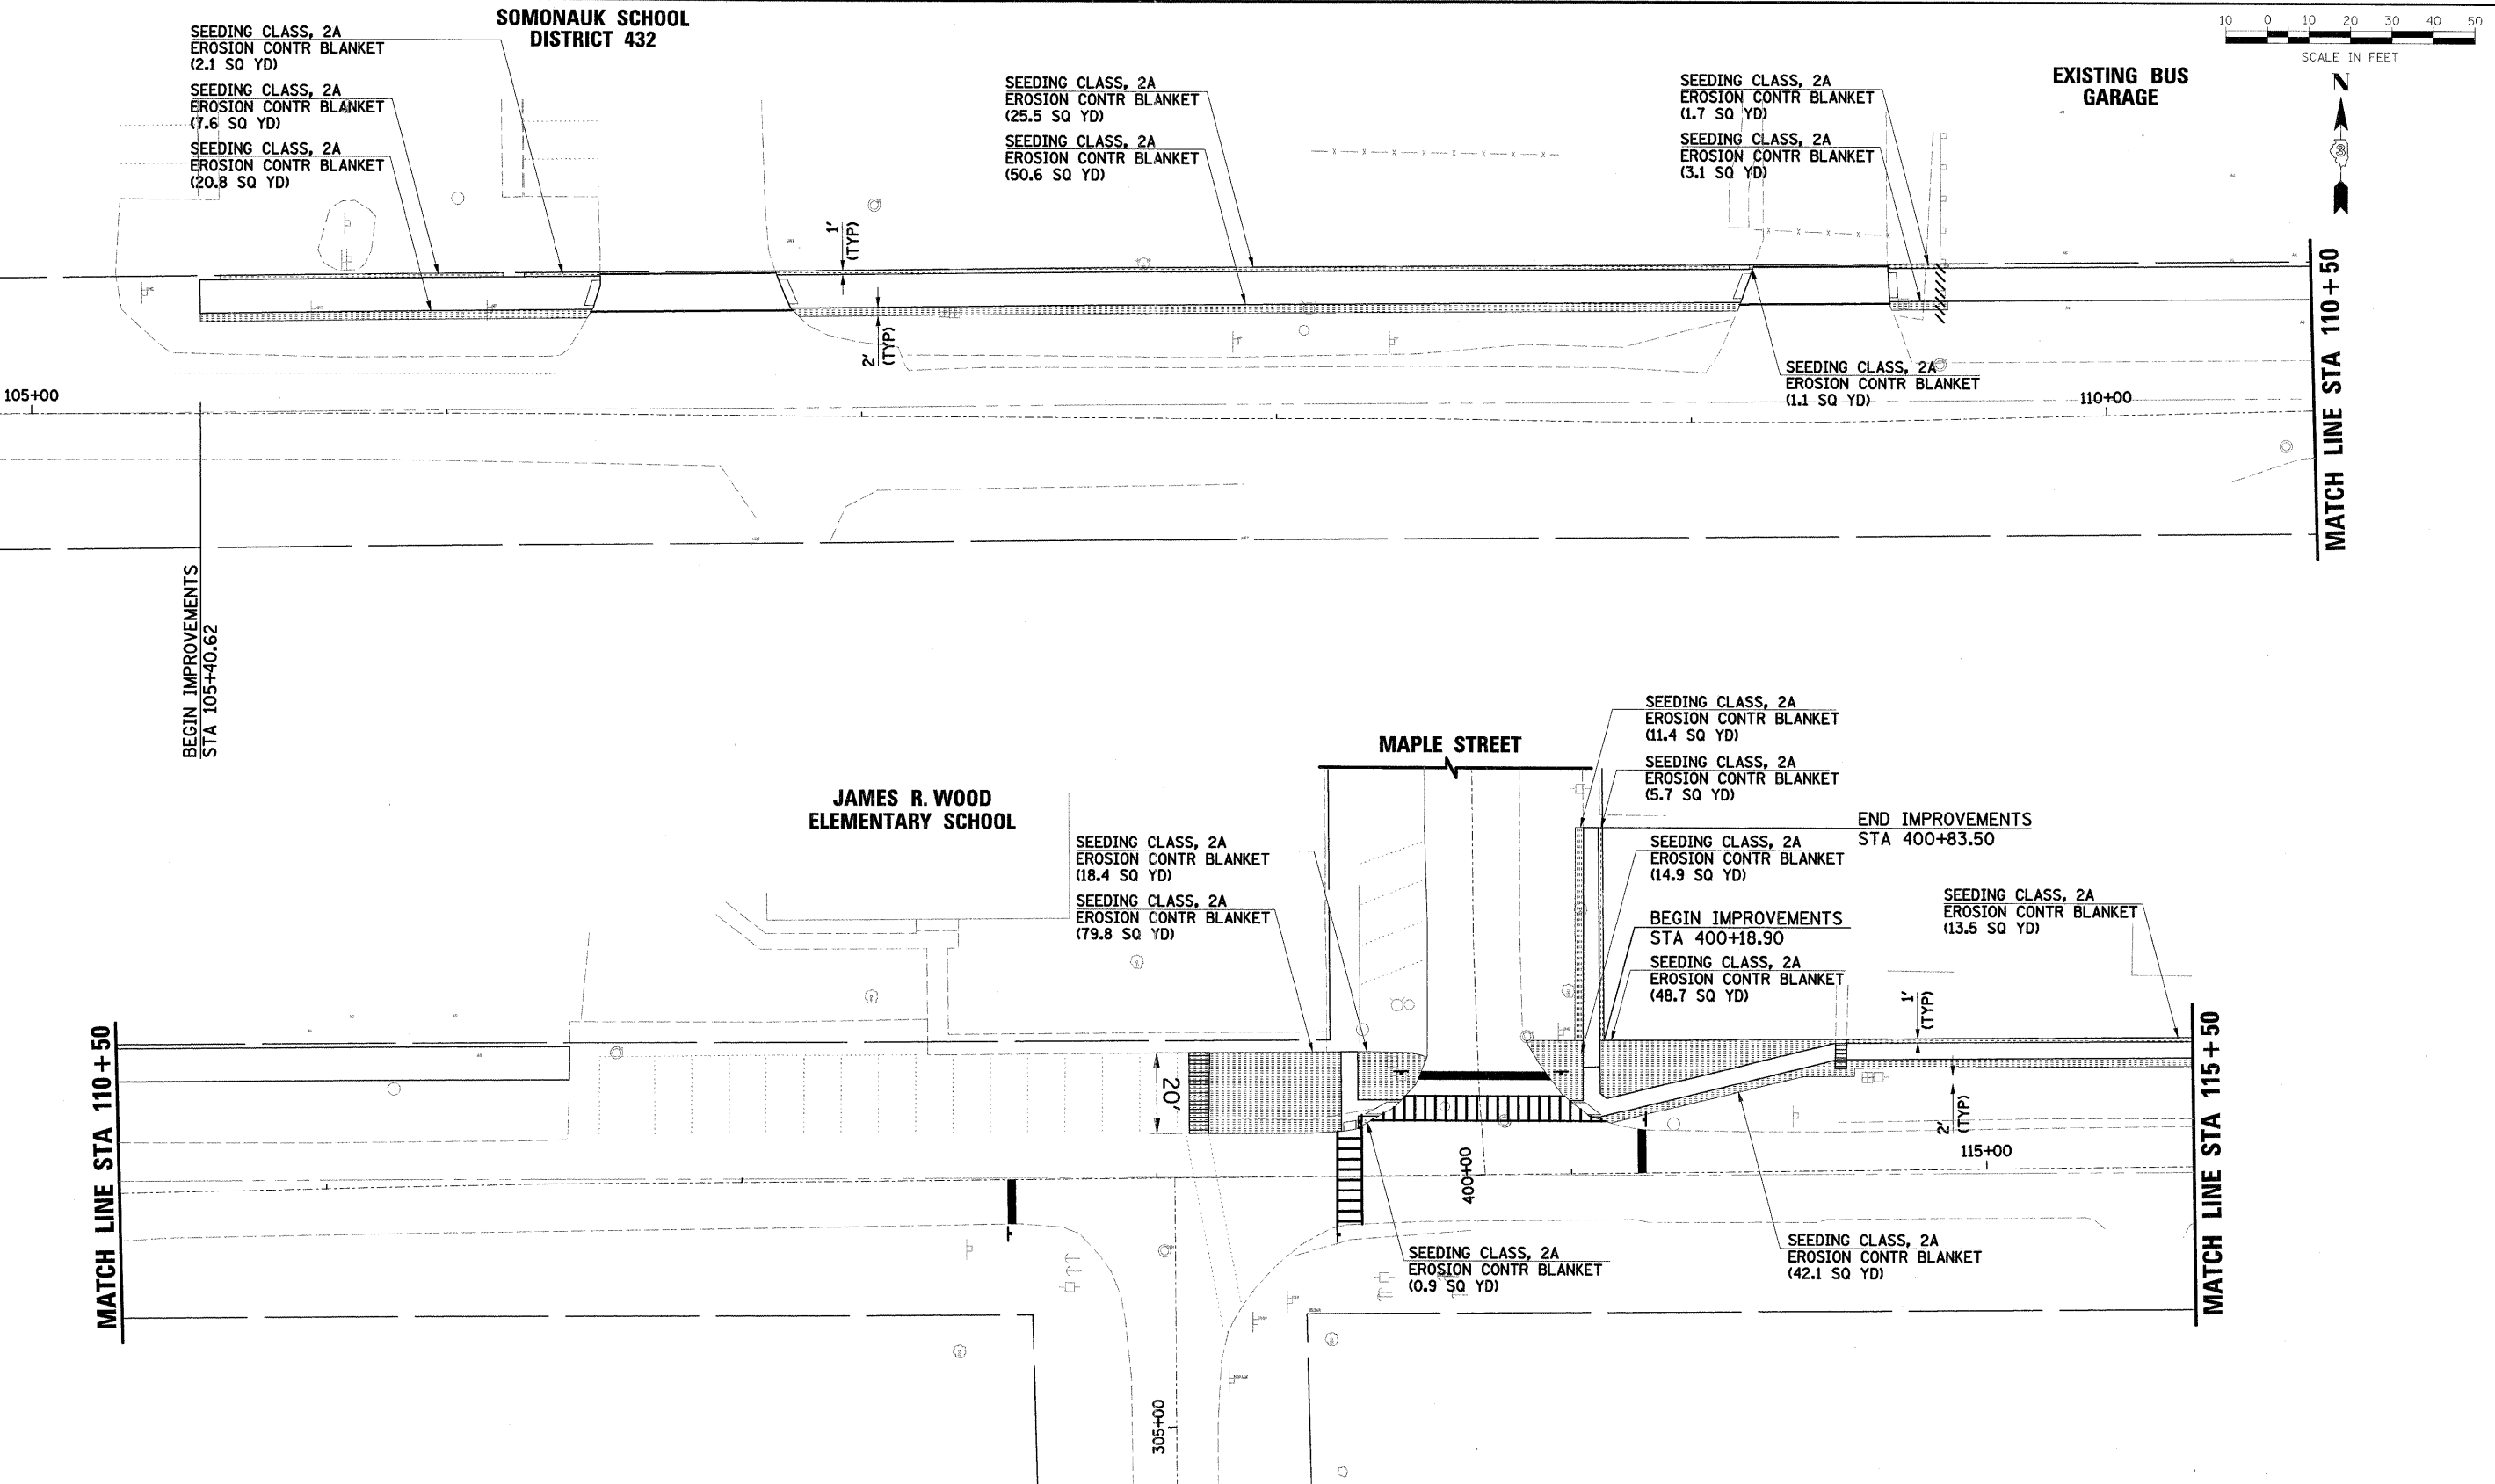 SOMONAUK SCHOOL
DISTRICT 432
SEEDING CLASS, 2A
EROSION CONTR BLANKET
(2.1 SQ YD)
SEEDING CLASS, 2A
EROSION CONTR BLANKET
(7.6 SQ YD)
SEEDING CLASS, 2A
EROSION CONTR BLANKET
(20.8 SQ YD)
SEEDING CLASS, 2A
EROSION CONTR BLANKET
(25.5 SQ YD)
SEEDING CLASS, 2A
EROSION CONTR BLANKET
(50.6 SQ YD)
SEEDING CLASS, 2A
EROSION CONTR BLANKET
(1.7 SQ YD)
SEEDING CLASS, 2A
EROSION CONTR BLANKET
(3.1 SQ YD)
10 0 10 20 30 40 50
SCALE IN FEET
EXISTING BUS
GARAGE
N
3
1'
(TYP)
2'
(TYP)
SEEDING CLASS, 2A
EROSION CONTR BLANKET
(1.1 SQ YD)
105+00
110+00
MATCH LINE STA 110+50
BEGIN IMPROVEMENTS
STA 105+40.62
MAPLE STREET
JAMES R. WOOD
ELEMENTARY SCHOOL
SEEDING CLASS, 2A
EROSION CONTR BLANKET
(11.4 SQ YD)
SEEDING CLASS, 2A
EROSION CONTR BLANKET
(5.7 SQ YD)
END IMPROVEMENTS
STA 400+83.50
SEEDING CLASS, 2A
EROSION CONTR BLANKET
(18.4 SQ YD)
SEEDING CLASS, 2A
EROSION CONTR BLANKET
(79.8 SQ YD)
SEEDING CLASS, 2A
EROSION CONTR BLANKET
(14.9 SQ YD)
BEGIN IMPROVEMENTS
STA 400+18.90
SEEDING CLASS, 2A
EROSION CONTR BLANKET
(48.7 SQ YD)
SEEDING CLASS, 2A
EROSION CONTR BLANKET
(13.5 SQ YD)
1'
(TYP)
2'
(TYP)
20'
MATCH LINE STA 110+50
MATCH LINE STA 115+50
115+00
400+00
SEEDING CLASS, 2A
EROSION CONTR BLANKET
(0.9 SQ YD)
SEEDING CLASS, 2A
EROSION CONTR BLANKET
(42.1 SQ YD)
305+00